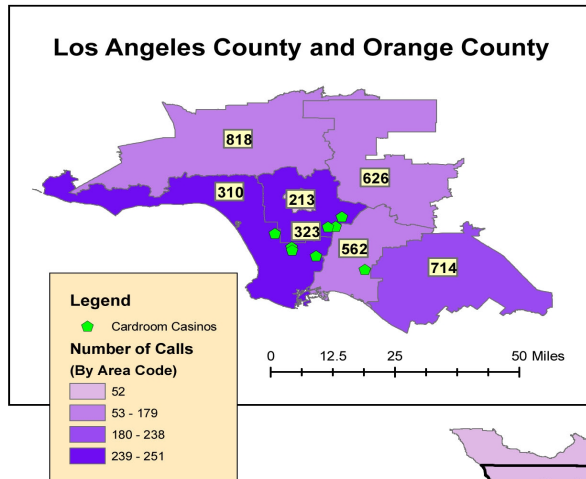 Los Angeles County and Orange County
818
626
310
213
323
562
714
Legend
Cardroom Casinos
Number of Calls
(By Area Code)
52
53 - 179
180 - 238
239 - 251
0 12.5 25 50 Miles